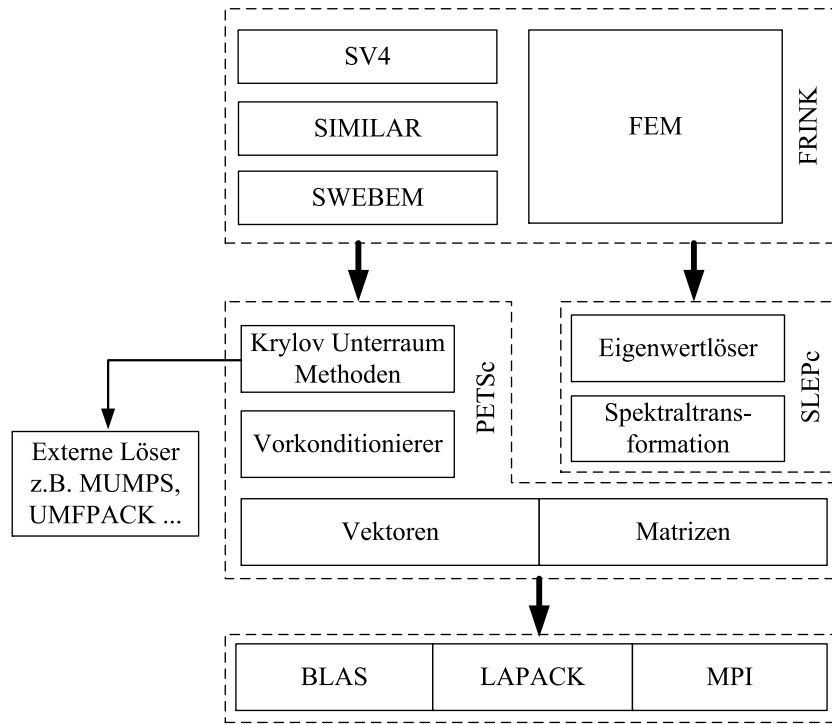 SV4
SIMILAR
SWEBEM
FEM
FRINK
Krylov Unterraum
Methoden
Vorkonditionierer
PETSc
Eigenwertlöser
Spektraltrans-
formation
SLEPc
Externe Löser
z.B. MUMPS,
UMFPACK ...
Vektoren
Matrizen
BLAS
LAPACK
MPI